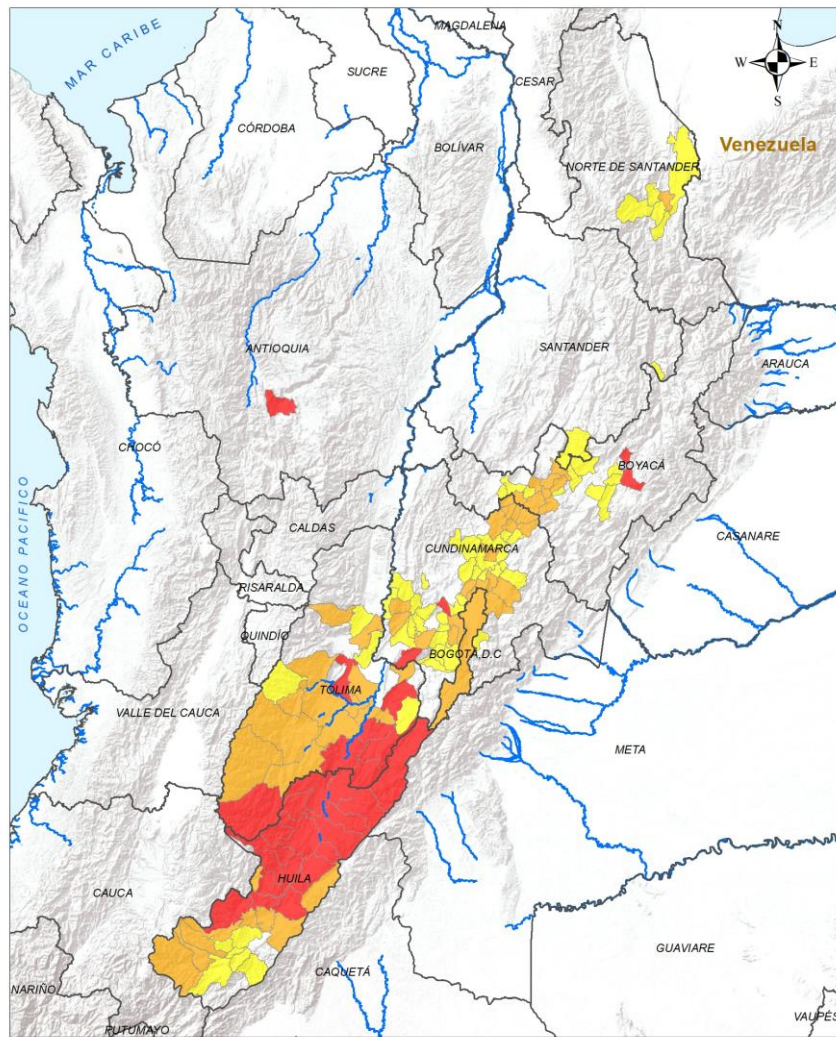 MAGDALENA
MAR CARIBE
N
W E
S
SUCRE
CESAR
CÓRDOBA
BOLÍVAR
Venezuela
NORTE DE SANTANDER
ANTIOQUIA
SANTANDER
ARAUCA
CHOCÓ
BOYACÁ
CALDAS
CASANARE
CUNDINAMARCA
OCEANO PACIFICO
RISARALDA
QUINDÍO
BOGOTÁ, D.C
TOLIMA
VALLE DEL CAUCA
META
HUILA
CAUCA
GUAVIARE
CAQUETÁ
NARIÑO
VAUPÉS
PUTUMAYO